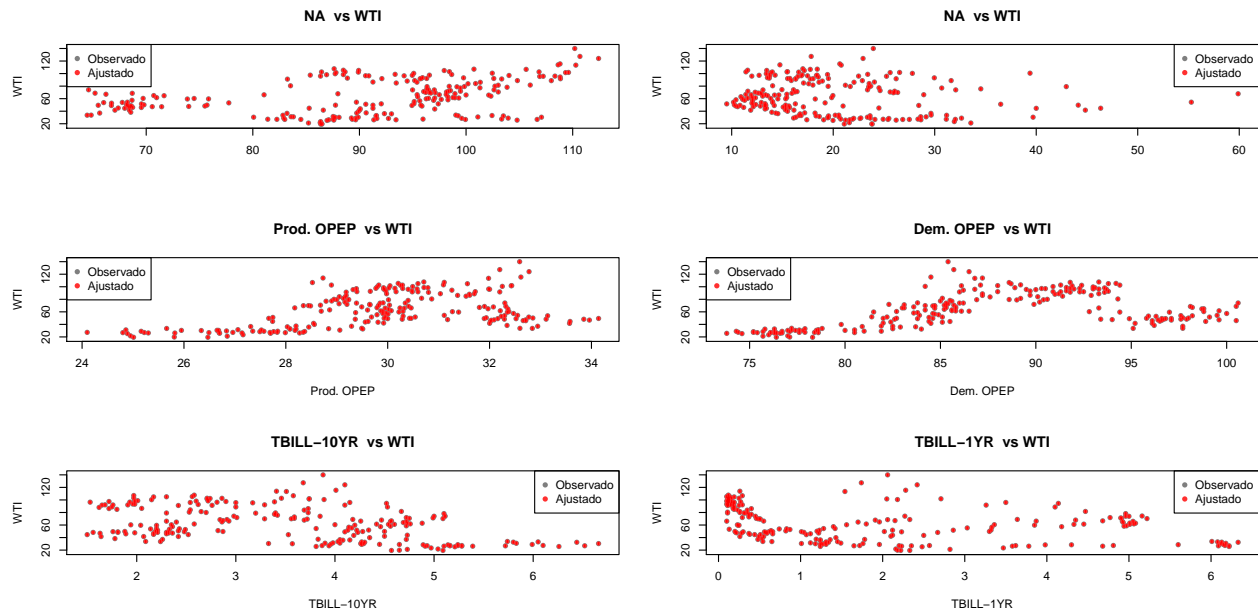 NA vs WTI
Observado
Ajustado
WTI
20 60 120
70 80 90 100 110
NA vs WTI
Observado
Ajustado
WTI
20 60 120
10 20 30 40 50 60
Prod. OPEP vs WTI
Observado
Ajustado
WTI
20 60 120
24 26 28 30 32 34
Prod. OPEP
Dem. OPEP vs WTI
Observado
Ajustado
WTI
20 60 120
75 80 85 90 95 100
Dem. OPEP
TBILL−10YR vs WTI
Observado
Ajustado
WTI
20 60 120
2 3 4 5 6
TBILL−10YR
TBILL−1YR vs WTI
Observado
Ajustado
WTI
20 60 120
0 1 2 3 4 5 6
TBILL−1YR